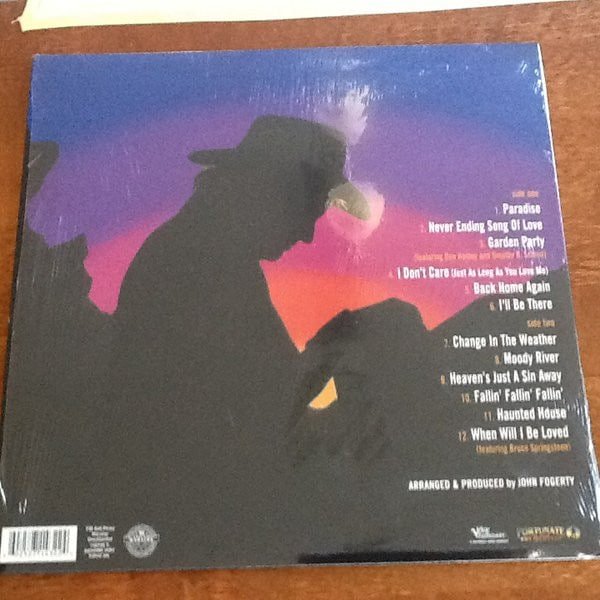 side one
1. Paradise
2. Never Ending Song Of Love
3. Garden Party
(featuring Don Henley and Timothy B. Schmit)
4. I Don't Care (Just As Long As You Love Me)
5. Back Home Again
6. I'll Be There
side two
7. Change In The Weather
8. Moody River
9. Heaven's Just A Sin Away
10. Fallin' Fallin' Fallin'
11. Haunted House
12. When Will I Be Loved
(featuring Bruce Springsteen)
ARRANGED & PRODUCED by JOHN FOGERTY
FORTUNATE